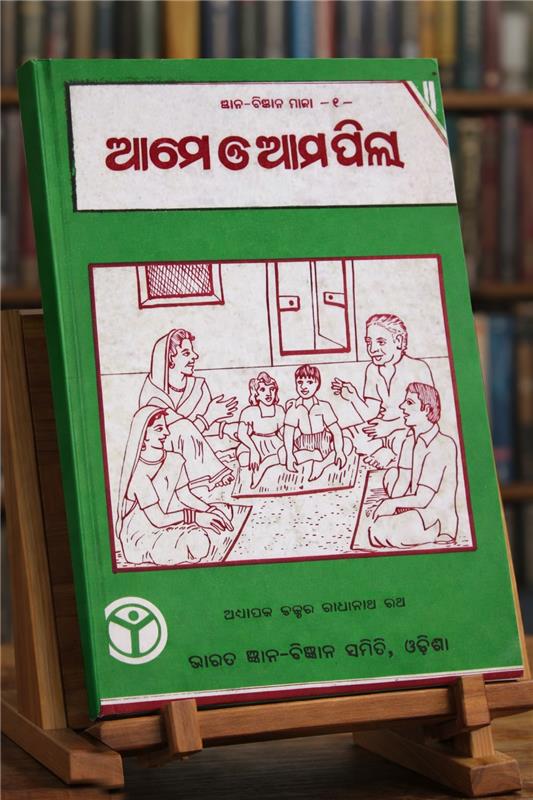 ଜ୍ଞାନ-ବିଜ୍ଞାନ ମାଳା -୧-
ଆମେ ଓ ଆମ ପିଲା
ଅଧ୍ୟାପକ ଡକ୍ଟର ରାଧାନାଥ ରଥ
ଭାରତ ଜ୍ଞାନ-ବିଜ୍ଞାନ ସମିତି, ଓଡ଼ିଶା